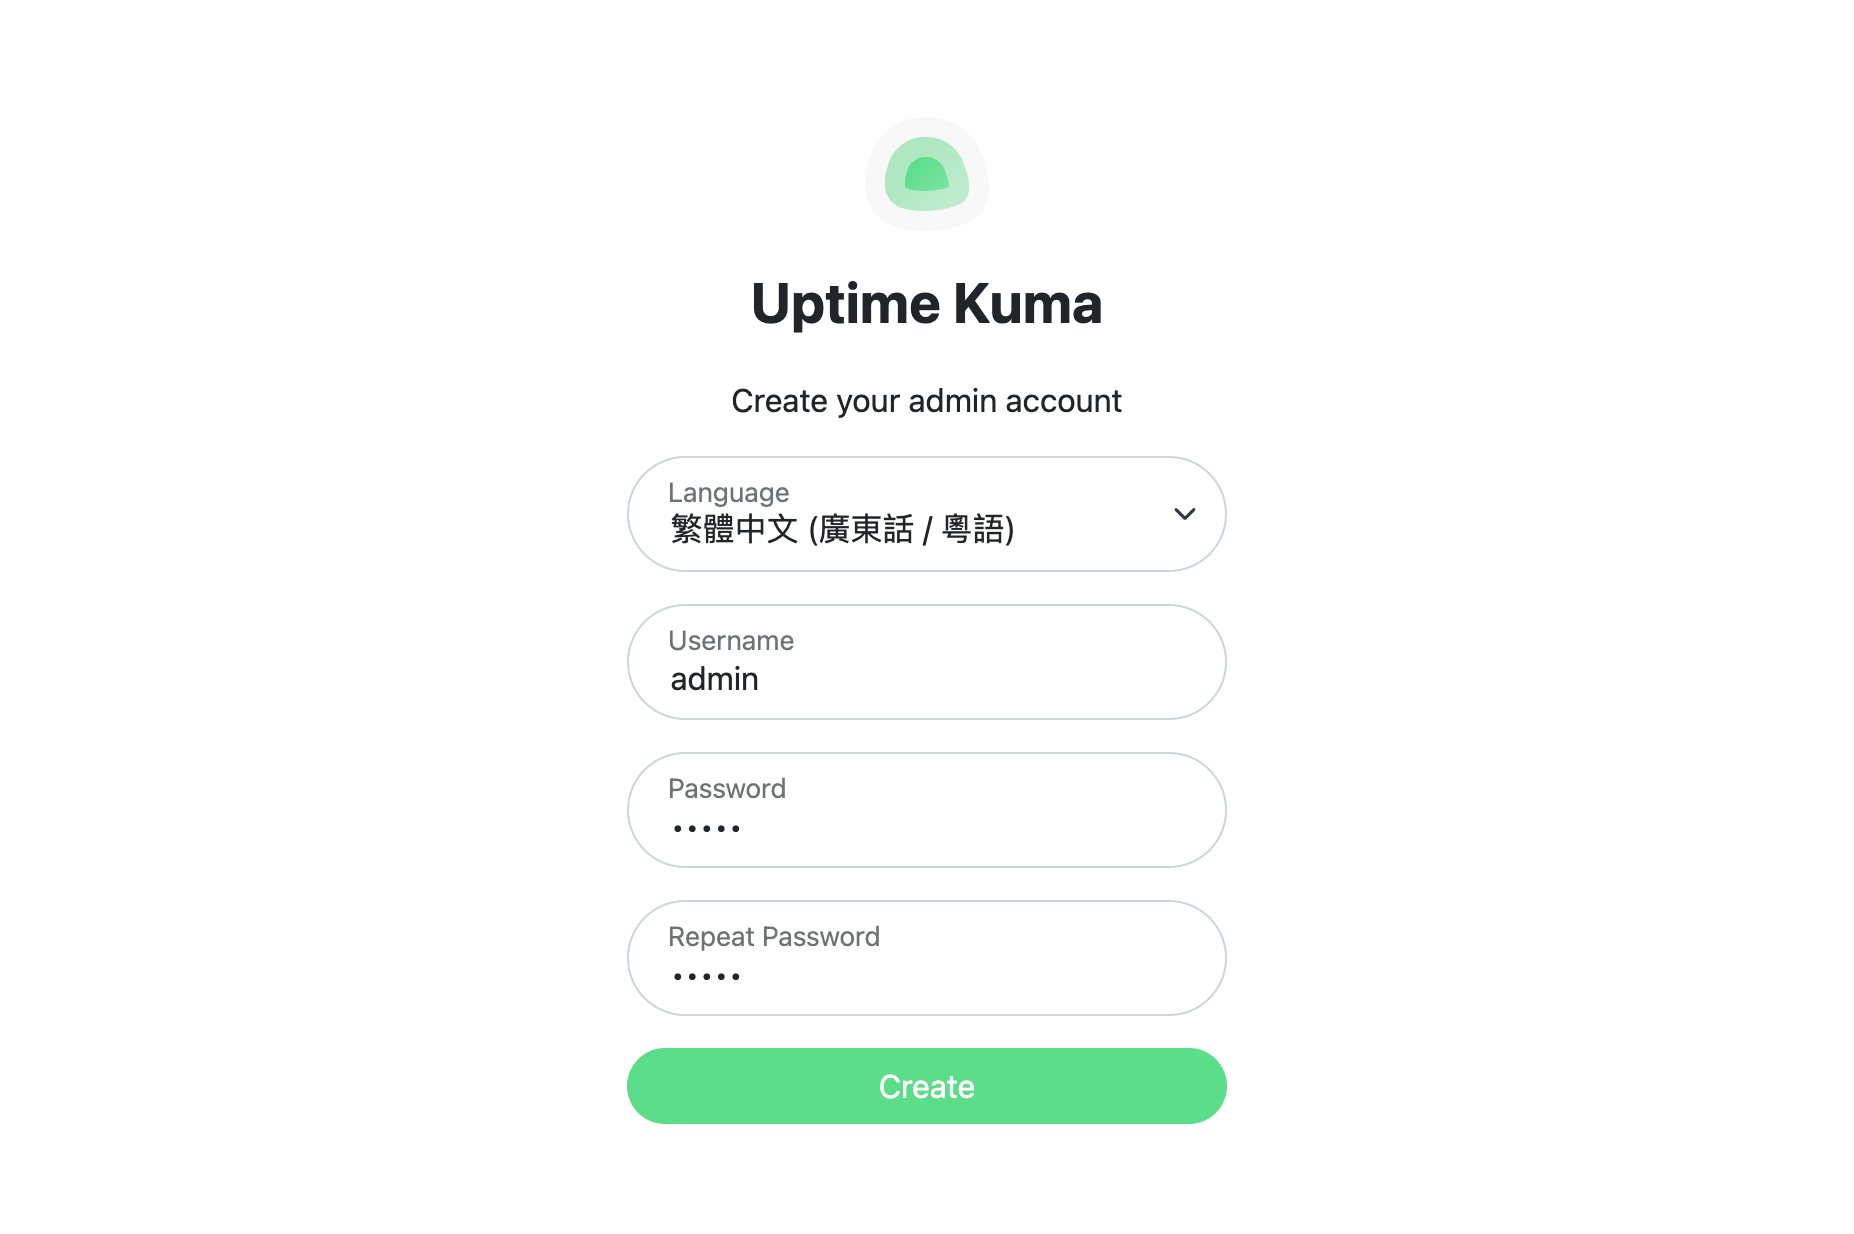 Uptime Kuma
Create your admin account
Language
繁體中文 (廣東話 / 粵語)
Username
admin
Password
•••••
Repeat Password
•••••
Create